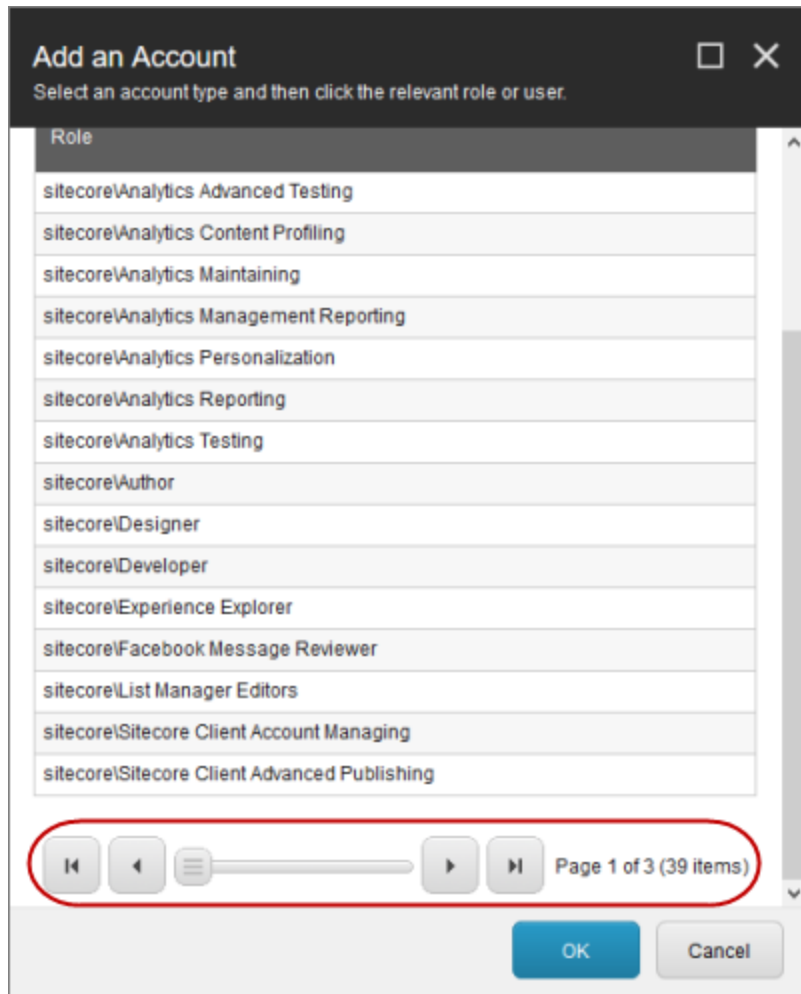 Add an Account
Select an account type and then click the relevant role or user.
Role
sitecore\Analytics Advanced Testing
sitecore\Analytics Content Profiling
sitecore\Analytics Maintaining
sitecore\Analytics Management Reporting
sitecore\Analytics Personalization
sitecore\Analytics Reporting
sitecore\Analytics Testing
sitecore\Author
sitecore\Designer
sitecore\Developer
sitecore\Experience Explorer
sitecore\Facebook Message Reviewer
sitecore\List Manager Editors
sitecore\Sitecore Client Account Managing
sitecore\Sitecore Client Advanced Publishing
Page 1 of 3 (39 items)
OK Cancel